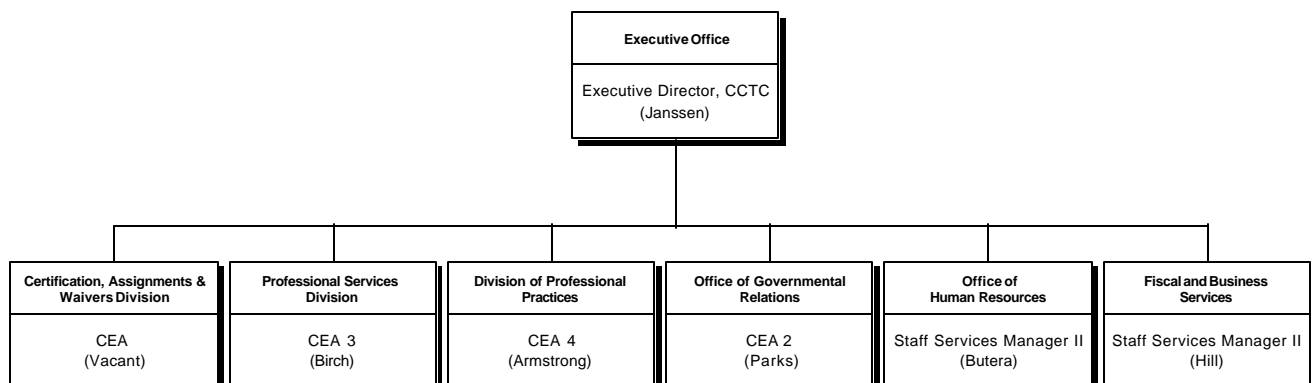 Executive Office
Executive Director, CCTC
(Janssen)
Certification, Assignments &
Waivers Division
CEA
(Vacant)
Professional Services
Division
CEA 3
(Birch)
Division of Professional
Practices
CEA 4
(Armstrong)
Office of Governmental
Relations
CEA 2
(Parks)
Office of
Human Resources
Staff Services Manager II
(Butera)
Fiscal and Business
Services
Staff Services Manager II
(Hill)